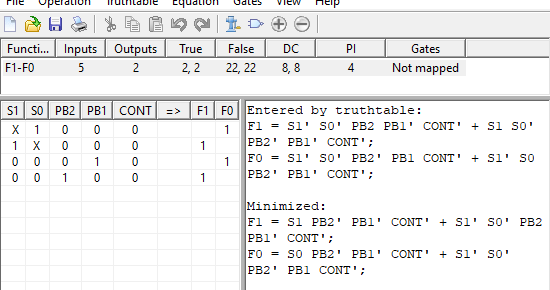 File Operation Truthtable Equation Gates View Help
Functi... Inputs Outputs True False DC PI Gates
F1-F0 5 2 2, 2 22, 22 8, 8 4 Not mapped
S1 S0 PB2 PB1 CONT => F1 F0
X 1 0 0 0 1
1 X 0 0 0 1
0 0 0 1 0 1
0 0 1 0 0 1
Entered by truthtable:
F1 = S1' S0' PB2 PB1' CONT' + S1 S0'
PB2' PB1' CONT';
F0 = S1' S0' PB2' PB1 CONT' + S1' S0
PB2' PB1' CONT';
Minimized:
F1 = S1 PB2' PB1' CONT' + S1' S0' PB2
PB1' CONT';
F0 = S0 PB2' PB1' CONT' + S1' S0'
PB2' PB1 CONT';